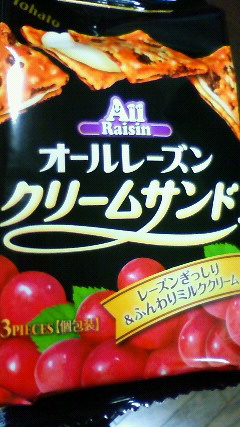 tohato
All
Raisin
オールレーズン
クリームサンド
レーズンぎっしり
&ふんわりミルククリーム
3PIECES【個包装】